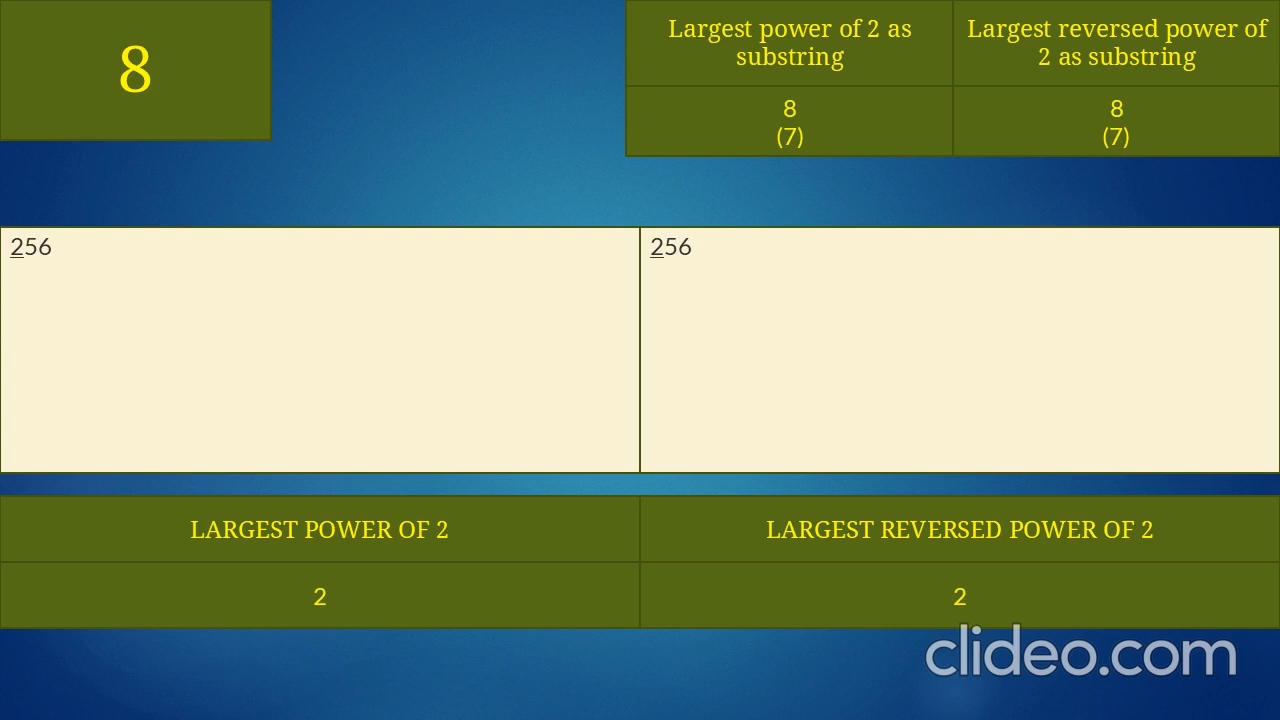 8
Largest power of 2 as
substring
Largest reversed power of
2 as substring
8
(7)
8
(7)
256
256
LARGEST POWER OF 2
LARGEST REVERSED POWER OF 2
2
2
clideo.com